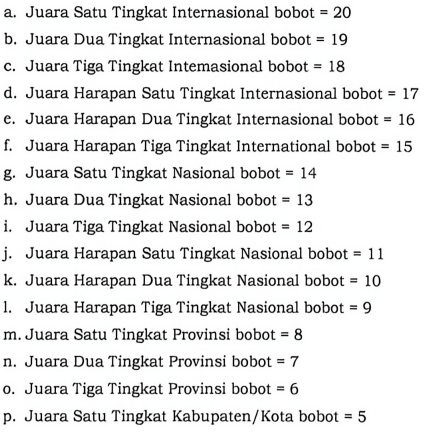 a. Juara Satu Tingkat Internasional bobot = 20
b. Juara Dua Tingkat Internasional bobot = 19
c. Juara Tiga Tingkat Intemasional bobot = 18
d. Juara Harapan Satu Tingkat Internasional bobot = 17
e. Juara Harapan Dua Tingkat Internasional bobot = 16
f. Juara Harapan Tiga Tingkat International bobot = 15
g. Juara Satu Tingkat Nasional bobot = 14
h. Juara Dua Tingkat Nasional bobot = 13
i. Juara Tiga Tingkat Nasional bobot = 12
j. Juara Harapan Satu Tingkat Nasional bobot = 11
k. Juara Harapan Dua Tingkat Nasional bobot = 10
l. Juara Harapan Tiga Tingkat Nasional bobot = 9
m. Juara Satu Tingkat Provinsi bobot = 8
n. Juara Dua Tingkat Provinsi bobot = 7
o. Juara Tiga Tingkat Provinsi bobot = 6
p. Juara Satu Tingkat Kabupaten/Kota bobot = 5